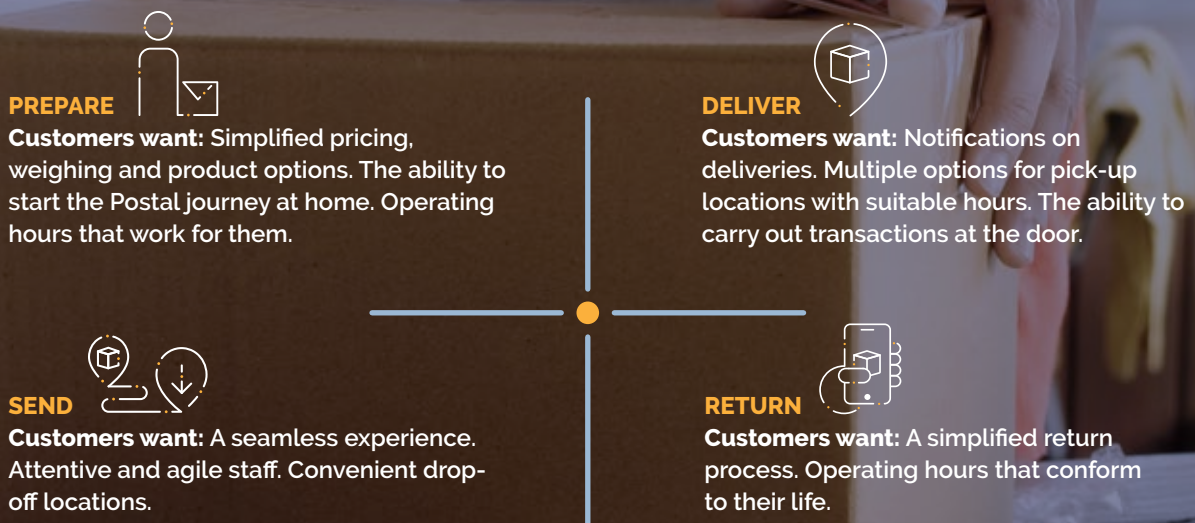 PREPARE
Customers want: Simplified pricing,
weighing and product options. The ability to
start the Postal journey at home. Operating
hours that work for them.
DELIVER
Customers want: Notifications on
deliveries. Multiple options for pick-up
locations with suitable hours. The ability to
carry out transactions at the door.
SEND
Customers want: A seamless experience.
Attentive and agile staff. Convenient drop-
off locations.
RETURN
Customers want: A simplified return
process. Operating hours that conform
to their life.